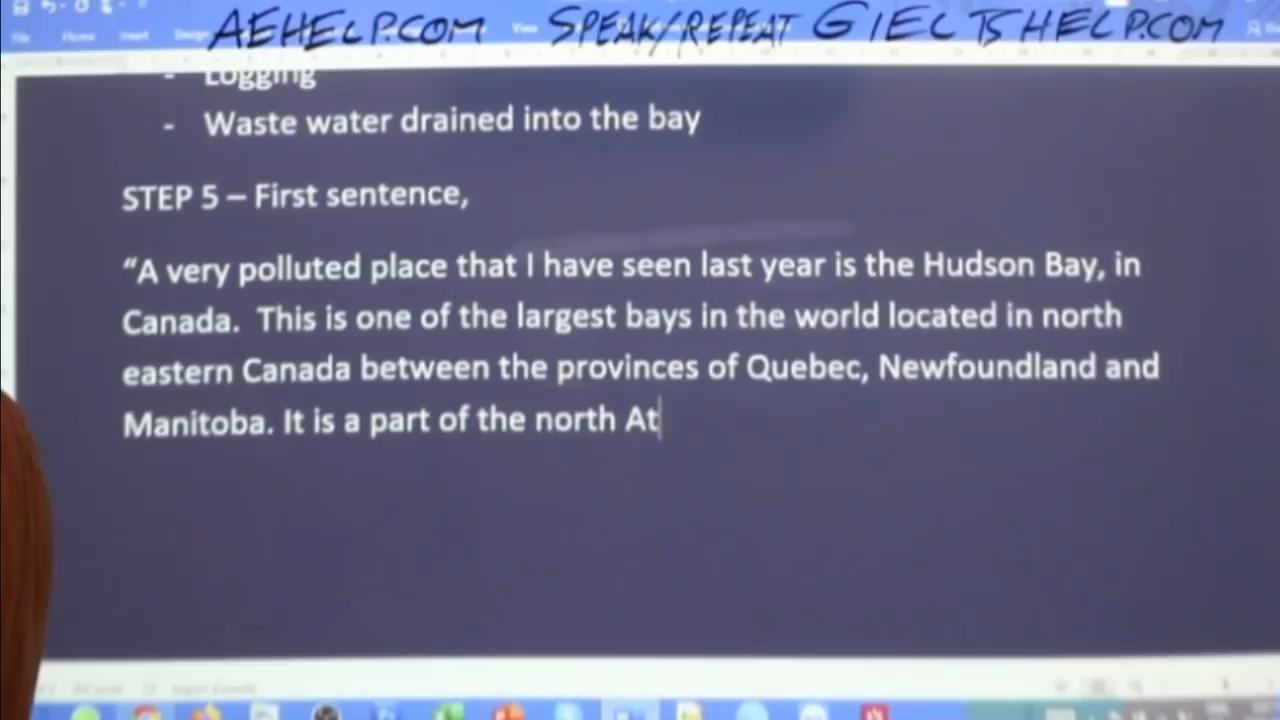 AEHELP.COM SPEAK/REPEAT GIELTSHELP.COM
Home Insert View
- Logging
- Waste water drained into the bay
STEP 5 – First sentence,
“A very polluted place that I have seen last year is the Hudson Bay, in
Canada.  This is one of the largest bays in the world located in north
eastern Canada between the provinces of Quebec, Newfoundland and
Manitoba. It is a part of the north At